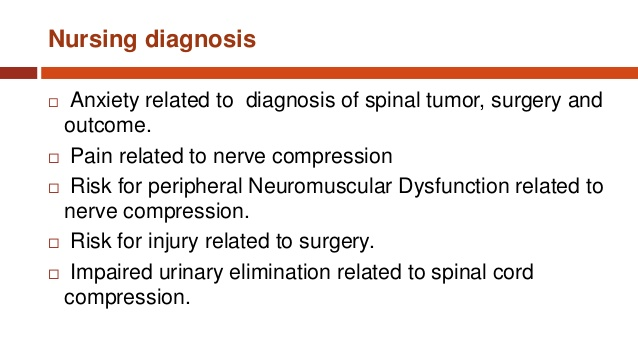 Nursing diagnosis
□ Anxiety related to  diagnosis of spinal tumor, surgery and
outcome.
□ Pain related to nerve compression
□ Risk for peripheral Neuromuscular Dysfunction related to
nerve compression.
□ Risk for injury related to surgery.
□ Impaired urinary elimination related to spinal cord
compression.